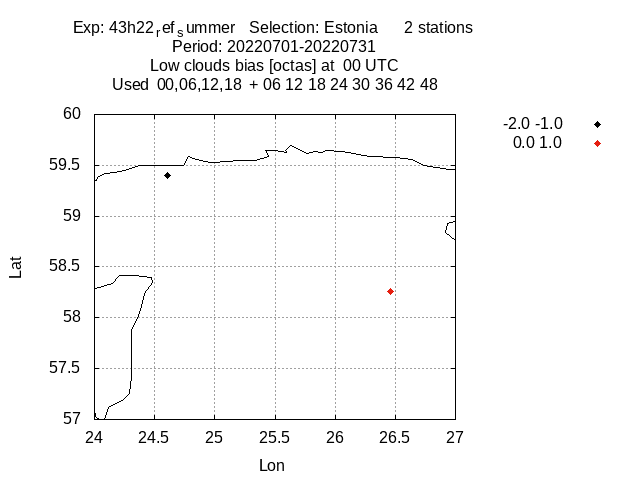 Exp: 43h22ref_summer Selection: Estonia 2 stations
Period: 20220701-20220731
Low clouds bias [octas] at 00 UTC
Used 00,06,12,18 + 06 12 18 24 30 36 42 48
-2.0 -1.0
0.0 1.0
60
59.5
59
58.5
58
57.5
57
Lat
24 24.5 25 25.5 26 26.5 27
Lon